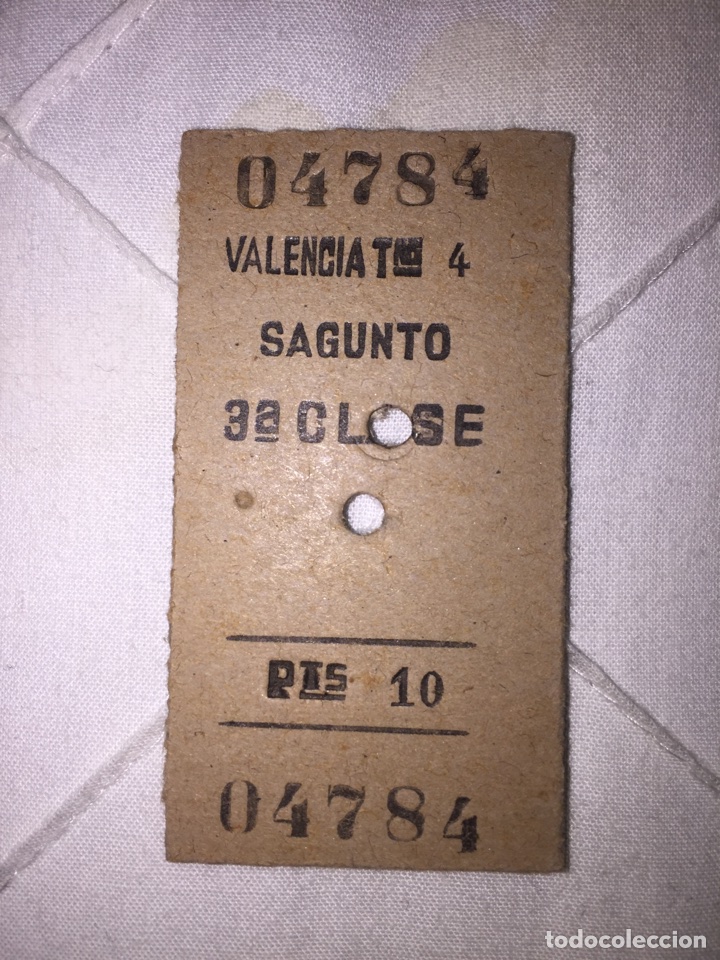 04784
VALENCIA Tno 4
SAGUNTO
3ª CLASE
Pts 10
04784
todocoleccion